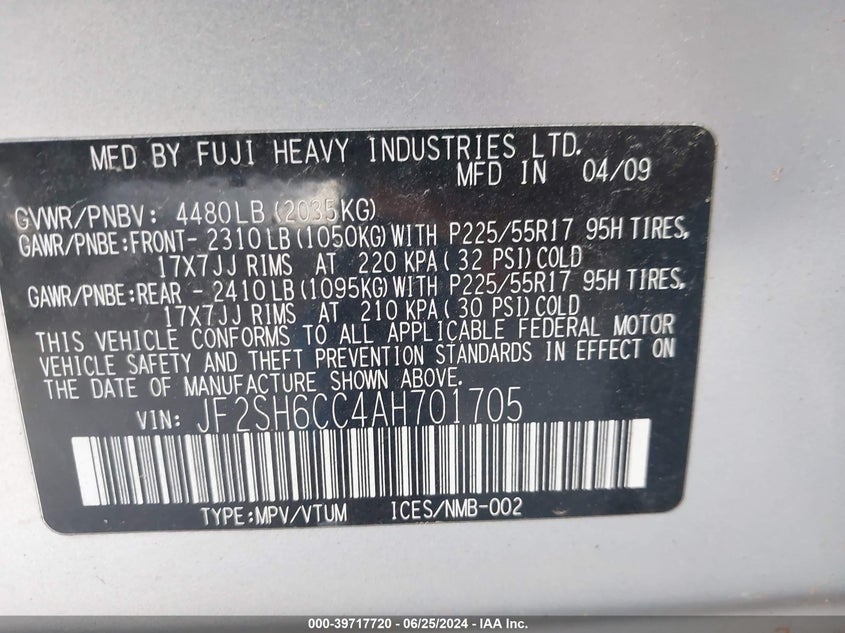 MFD BY FUJI HEAVY INDUSTRIES LTD.
MFD IN 04/09
GVWR/PNBV: 4480LB(2035KG)
GAWR/PNBE:FRONT- 2310LB(1050KG)WITH P225/55R17 95H TIRES,
17X7JJ RIMS AT 220 KPA( 32 PSI)COLD
GAWR/PNBE:REAR - 2410LB(1095KG)WITH P225/55R17 95H TIRES,
17X7JJ RIMS AT 210 KPA( 30 PSI)COLD
THIS VEHICLE CONFORMS TO ALL APPLICABLE FEDERAL MOTOR
VEHICLE SAFETY AND THEFT PREVENTION STANDARDS IN EFFECT ON
THE DATE OF MANUFACTURE SHOWN ABOVE.
VIN: JF2SH6CC4AH701705
TYPE:MPV/VTUM ICES/NMB-002
000-39717720 - 06/25/2024 - IAA Inc.